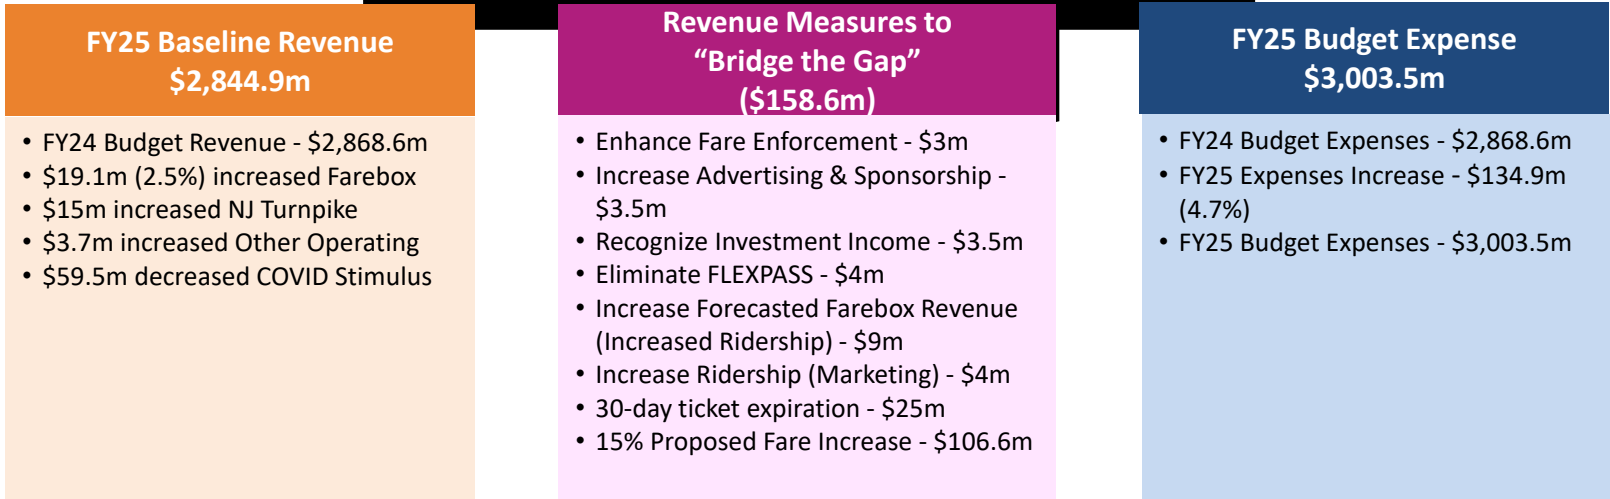 FY25 Baseline Revenue
$2,844.9m
• FY24 Budget Revenue - $2,868.6m
• $19.1m (2.5%) increased Farebox
• $15m increased NJ Turnpike
• $3.7m increased Other Operating
• $59.5m decreased COVID Stimulus
Revenue Measures to
“Bridge the Gap”
($158.6m)
• Enhance Fare Enforcement - $3m
• Increase Advertising & Sponsorship -
$3.5m
• Recognize Investment Income - $3.5m
• Eliminate FLEXPASS - $4m
• Increase Forecasted Farebox Revenue
(Increased Ridership) - $9m
• Increase Ridership (Marketing) - $4m
• 30-day ticket expiration - $25m
• 15% Proposed Fare Increase - $106.6m
FY25 Budget Expense
$3,003.5m
• FY24 Budget Expenses - $2,868.6m
• FY25 Expenses Increase - $134.9m
(4.7%)
• FY25 Budget Expenses - $3,003.5m